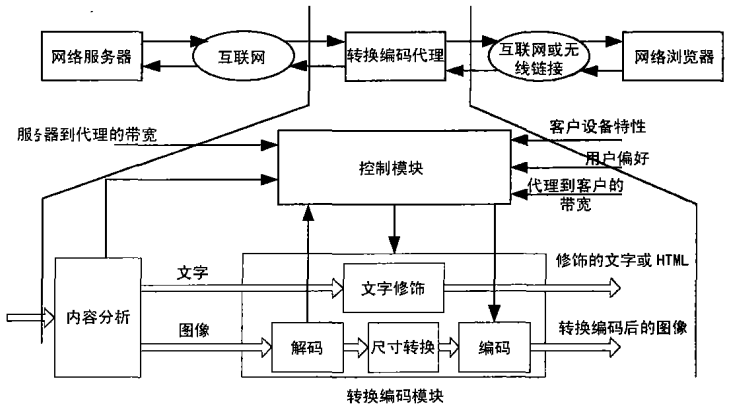 网络服务器
互联网
转换编码代理
互联网或无
线链接
网络浏览器
服务器到代理的带宽
客户设备特性
用户偏好
代理到客户的
带宽
控制模块
文字
文字修饰
修饰的文字或 HTML
内容分析
图像
解码
尺寸转换
编码
转换编码后的图像
转换编码模块